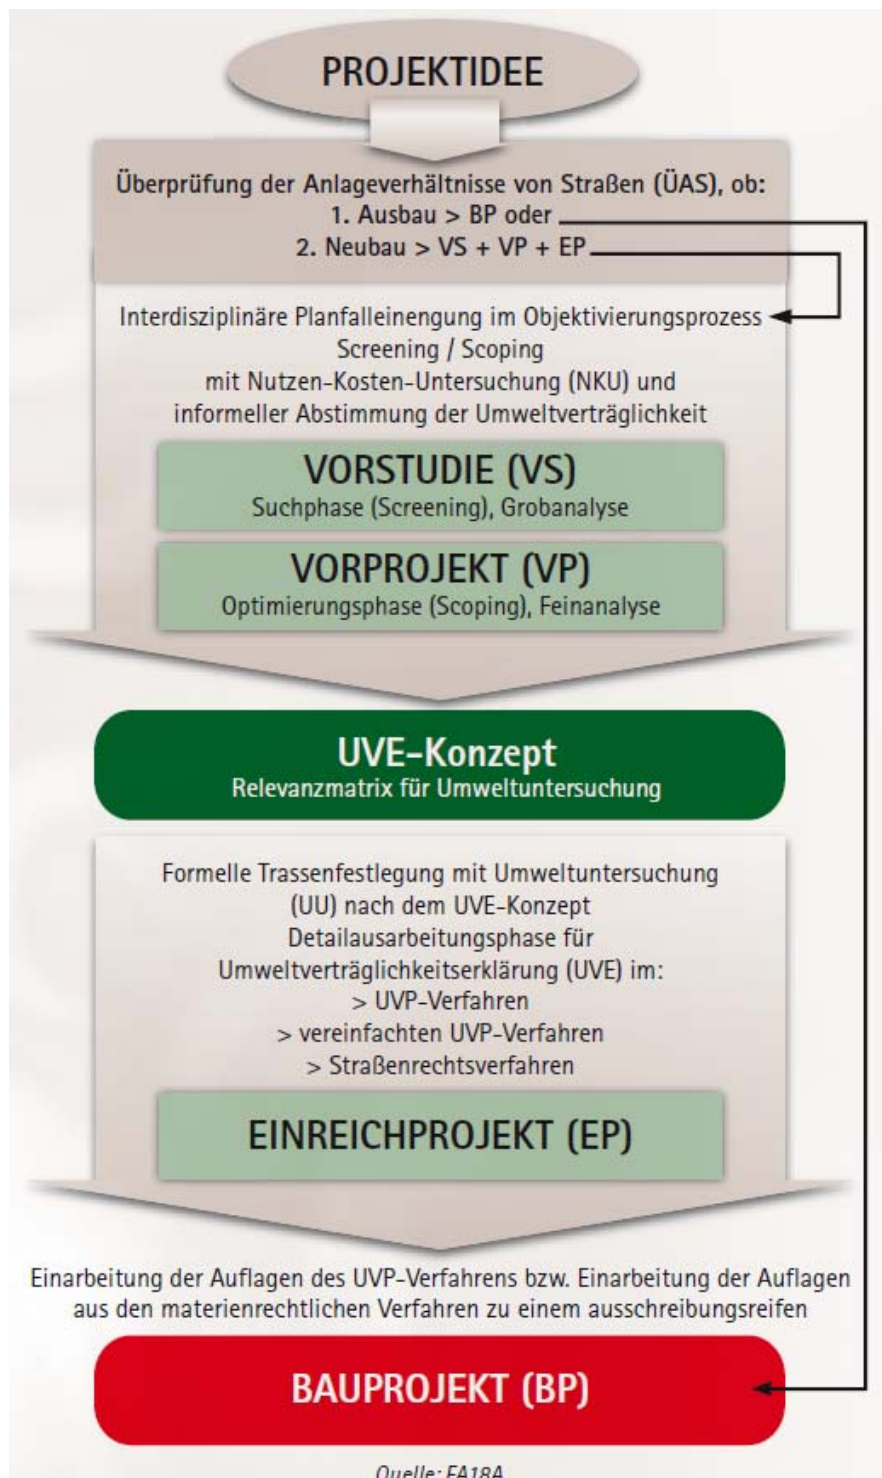 PROJEKTIDEE
Überprüfung der Anlageverhältnisse von Straßen (ÜAS), ob:
1. Ausbau > BP oder
2. Neubau > VS + VP + EP
Interdisziplinäre Planfalleinengung im Objektivierungsprozess
Screening / Scoping
mit Nutzen-Kosten-Untersuchung (NKU) und
informeller Abstimmung der Umweltverträglichkeit
VORSTUDIE (VS)
Suchphase (Screening), Grobanalyse
VORPROJEKT (VP)
Optimierungsphase (Scoping), Feinanalyse
UVE-Konzept
Relevanzmatrix für Umweltuntersuchung
Formelle Trassenfestlegung mit Umweltuntersuchung
(UU) nach dem UVE-Konzept
Detailausarbeitungsphase für
Umweltverträglichkeitserklärung (UVE) im:
> UVP-Verfahren
> vereinfachten UVP-Verfahren
> Straßenrechtsverfahren
EINREICHPROJEKT (EP)
Einarbeitung der Auflagen des UVP-Verfahrens bzw. Einarbeitung der Auflagen
aus den materienrechtlichen Verfahren zu einem ausschreibungsreifen
BAUPROJEKT (BP)
Quelle: FA18A